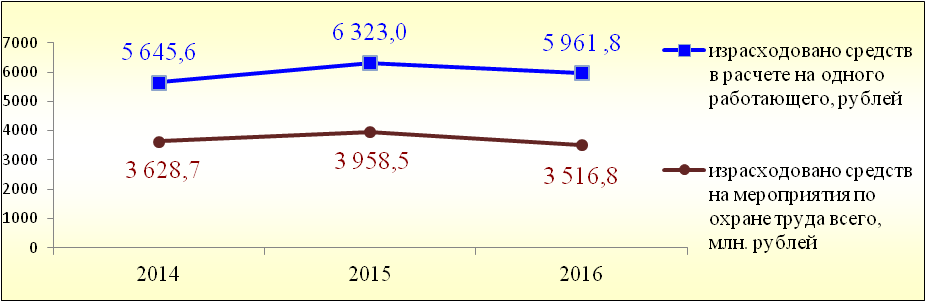 7000
6000
5000
4000
3000
2000
1000
0
5 645,6
6 323,0
5 961 ,8
3 628,7
3 958,5
3 516,8
2014
2015
2016
израсходовано средств
в расчете на одного
работающего, рублей
израсходовано средств
на мероприятия по
охране труда всего,
млн. рублей